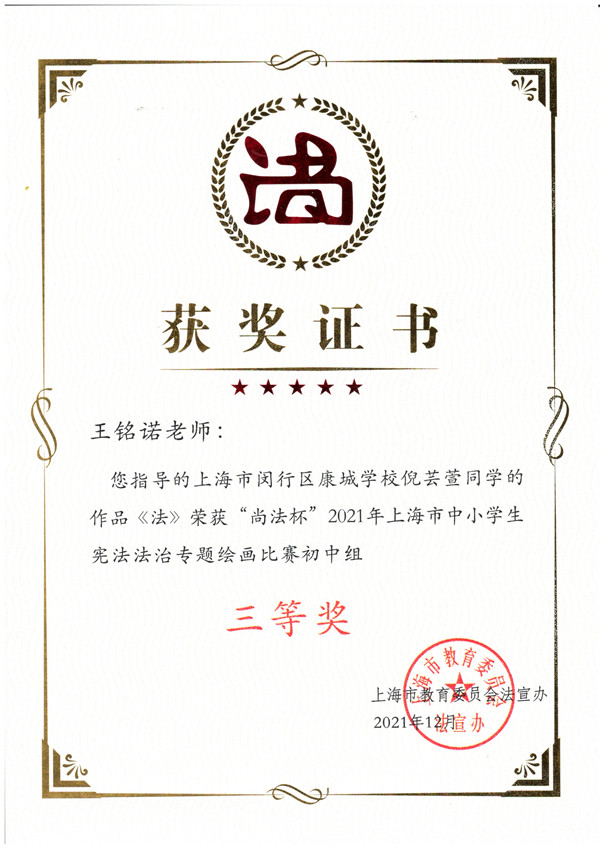 获奖证书
王铭诺老师：
您指导的上海市闵行区康城学校倪芸萱同学的
作品《法》荣获“尚法杯”2021年上海市中小学生
宪法法治专题绘画比赛初中组
三等奖
上海市教育委员会法宣办
2021年12月
上海市教育委员会
法宣办